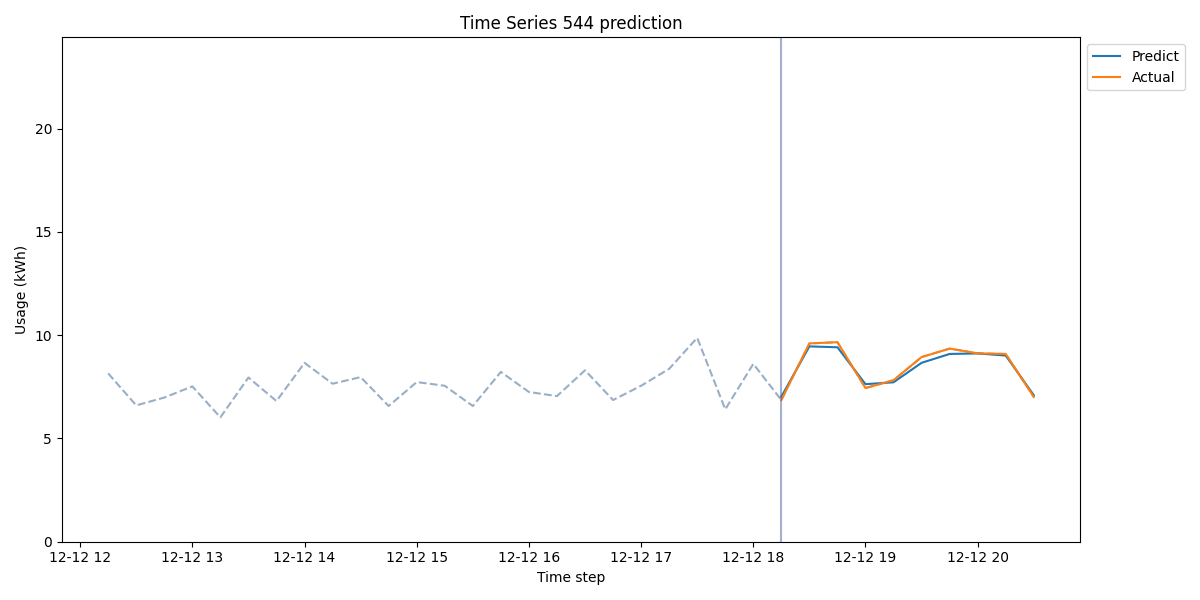 Time Series 544 prediction
Predict
Actual
Usage (kWh)
20
15
10
5
0
12-12 12
12-12 13
12-12 14
12-12 15
12-12 16
12-12 17
12-12 18
12-12 19
12-12 20
Time step